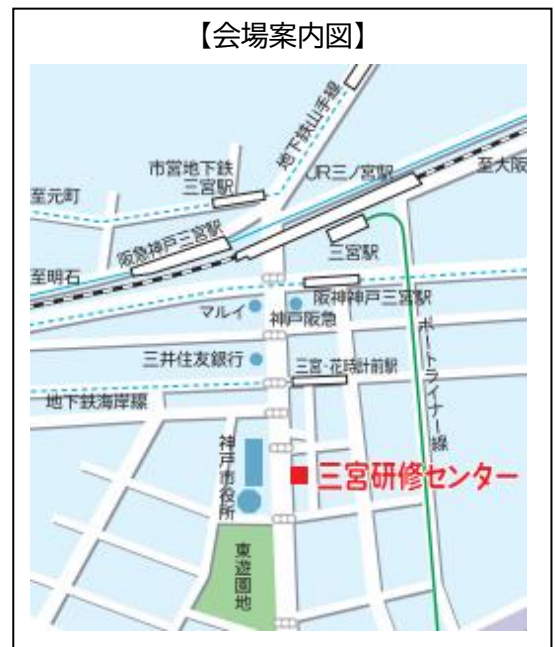 【会場案内図】
地下鉄山手線
市営地下鉄
三宮駅
JR三ノ宮駅
至大阪
至元町
阪急神戸三宮駅
三宮駅
至明石
阪神神戸三宮駅
マルイ
神戸阪急
三井住友銀行
三宮・花時計前駅
ポートライナー線
地下鉄海岸線
神戸市役所
三宮研修センター
東遊園地